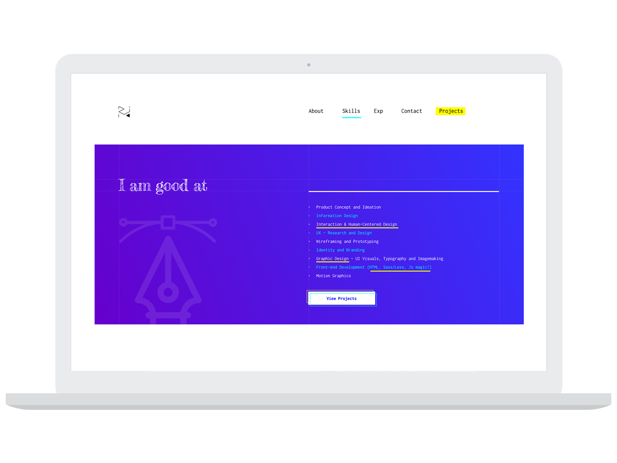 About Skills Exp Contact Projects
I am good at
Product Concept and Ideation
Information Design
Interaction & Human-Centered Design
UX - Research and Design
Wireframing and Prototyping
Identity and Branding
Graphic Design - UI Visuals, Typography and Imagemaking
Front-end Development [HTML, Sass/Less, JS magic!]
Motion Graphics
View Projects